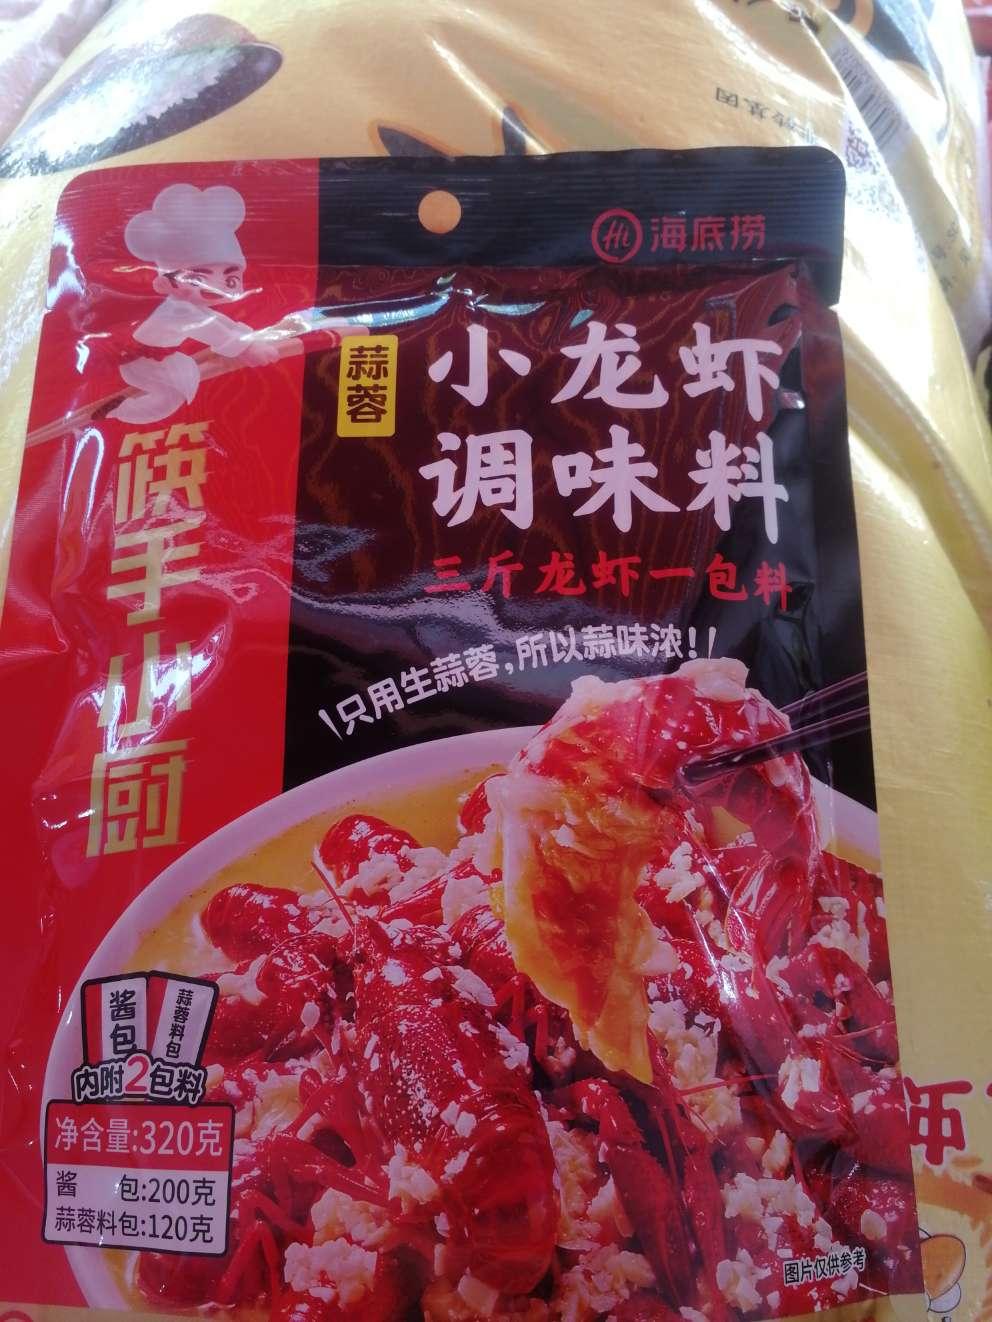 Hi 海底捞
蒜蓉
小龙虾
调味料
三斤龙虾一包料
只用生蒜蓉,所以蒜味浓!!
筷手小厨
酱包
蒜蓉料包
内附2包料
净含量:320克
酱 包:200克
蒜蓉料包:120克
图片仅供参考